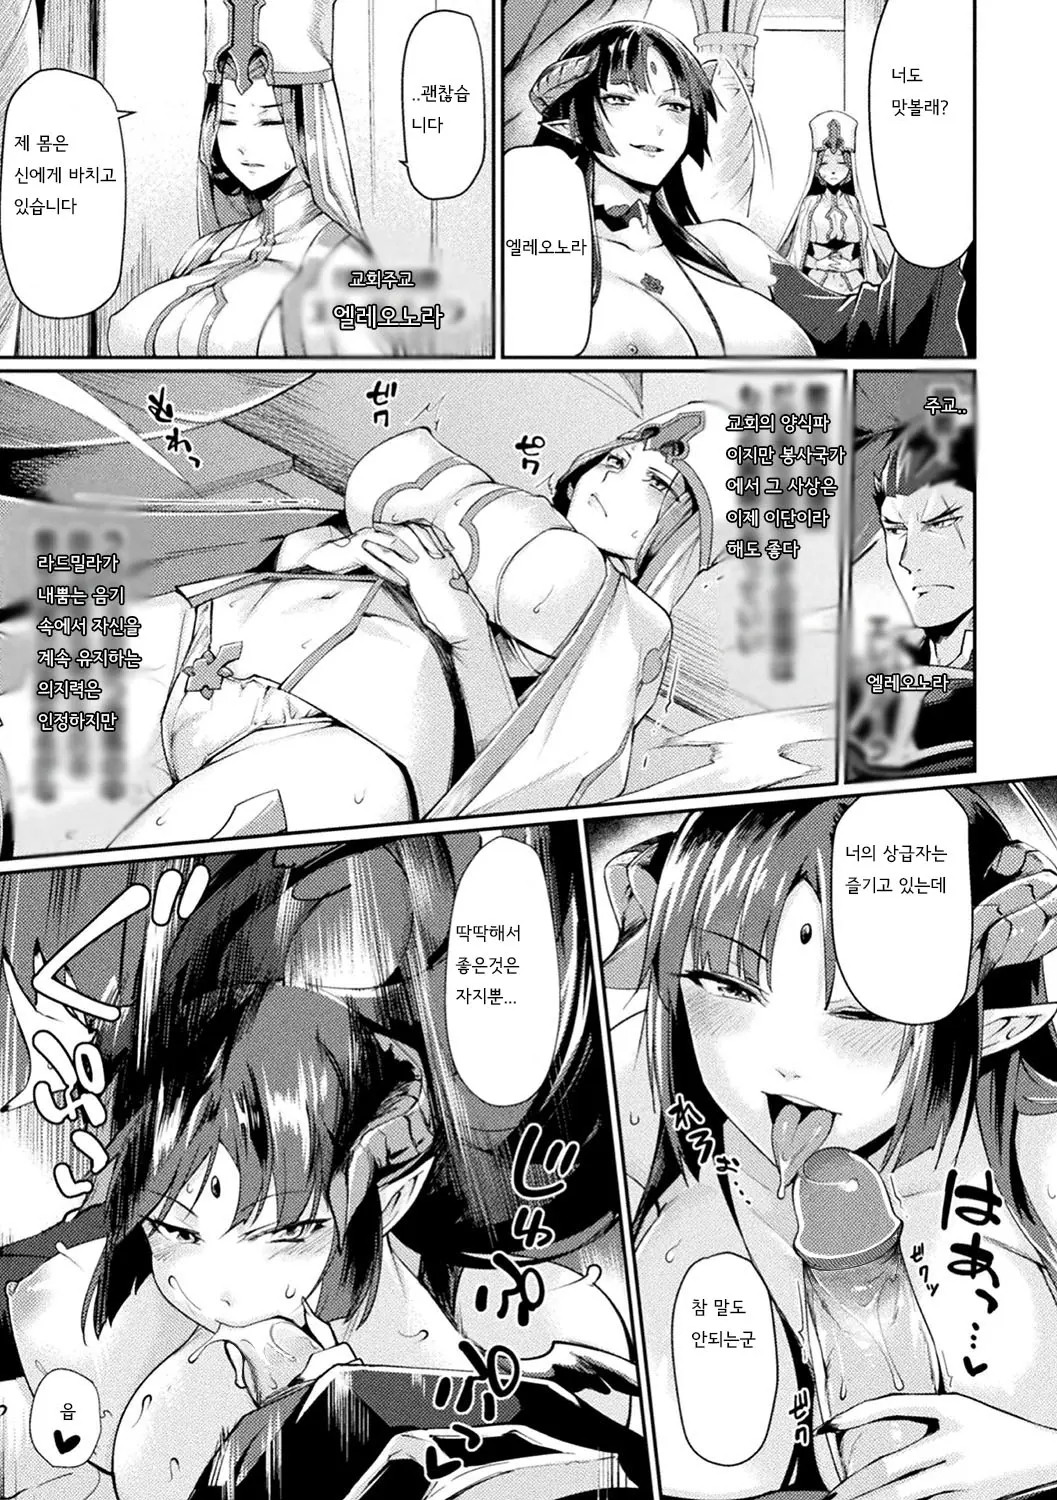 너도
맛볼래?
엘레오노라
..괜찮습
니다
제 몸은
신에게 바치고
있습니다
교회주교
엘레오노라
주교..
엘레오노라
교회의 양식파
이지만 봉사국가
에서 그 사상은
이제 이단이라
해도 좋다
라드밀라가
내뿜는 음기
속에서 자신을
계속 유지하는
의지력은
인정하지만
너의 상급자는
즐기고 있는데
참 말도
안되는군
딱딱해서
좋은것은
자지뿐...
읍